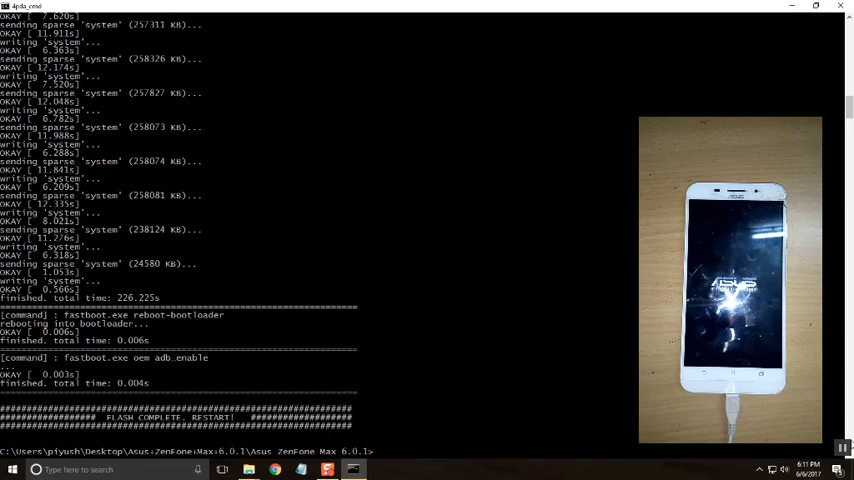 4pda_cmd
OKAY [  7.620s]
sending sparse 'system' (257311 KB)...
OKAY [ 11.911s]
writing 'system'...
OKAY [  6.363s]
sending sparse 'system' (258326 KB)...
OKAY [ 12.174s]
writing 'system'...
OKAY [  7.520s]
sending sparse 'system' (257827 KB)...
OKAY [ 12.048s]
writing 'system'...
OKAY [  6.782s]
sending sparse 'system' (258073 KB)...
OKAY [ 11.988s]
writing 'system'...
OKAY [  6.288s]
sending sparse 'system' (258074 KB)...
OKAY [ 11.841s]
writing 'system'...
OKAY [  6.209s]
sending sparse 'system' (258081 KB)...
OKAY [ 12.335s]
writing 'system'...
OKAY [  8.021s]
sending sparse 'system' (238124 KB)...
OKAY [ 11.276s]
writing 'system'...
OKAY [  6.318s]
sending sparse 'system' (24580 KB)...
OKAY [  1.053s]
writing 'system'...
OKAY [  0.566s]
finished. total time: 226.225s
[command] : fastboot.exe reboot-bootloader
rebooting into bootloader...
OKAY [  0.006s]
finished. total time: 0.006s
[command] : fastboot.exe oem adb_enable
...
OKAY [  0.003s]
finished. total time: 0.004s
################### FLASH COMPLETE. RESTART! ###################
C:\Users\piyush\Desktop\Asus+ZenFone+Max+6.0.1\Asus ZenFone Max 6.0.1>
ASUS
ASUS
Type here to search
6:11 PM
6/6/2017